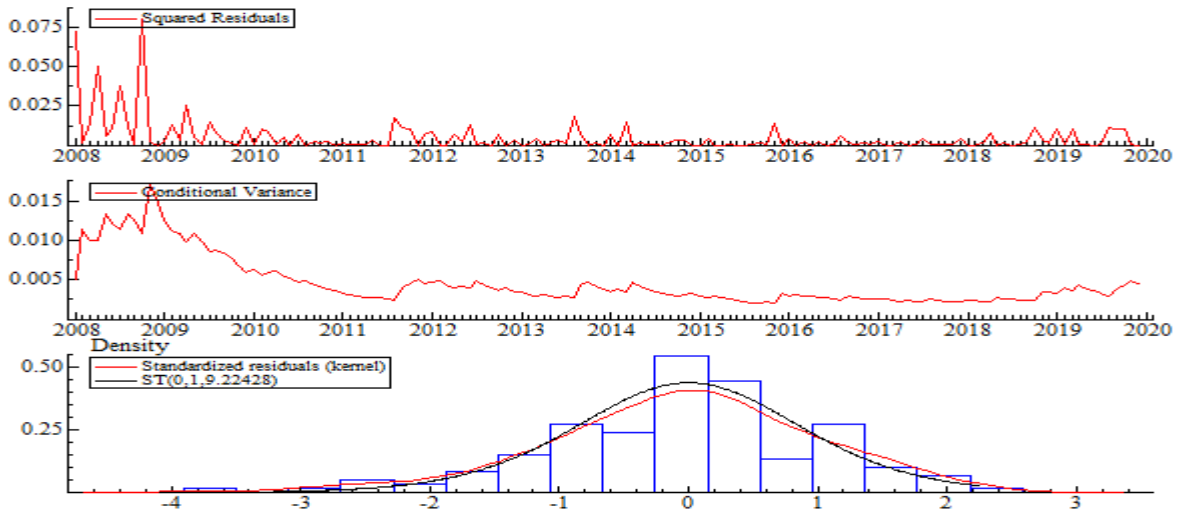 0.075
Squared Residuals
0.050
0.025
2008 2009 2010 2011 2012 2013 2014 2015 2016 2017 2018 2019 2020
Conditional Variance
0.015
0.010
0.005
2008 2009 2010 2011 2012 2013 2014 2015 2016 2017 2018 2019 2020
Density
0.50
Standardized residuals (kernel)
ST(0,1,9.22428)
0.25
-4 -3 -2 -1 0 1 2 3